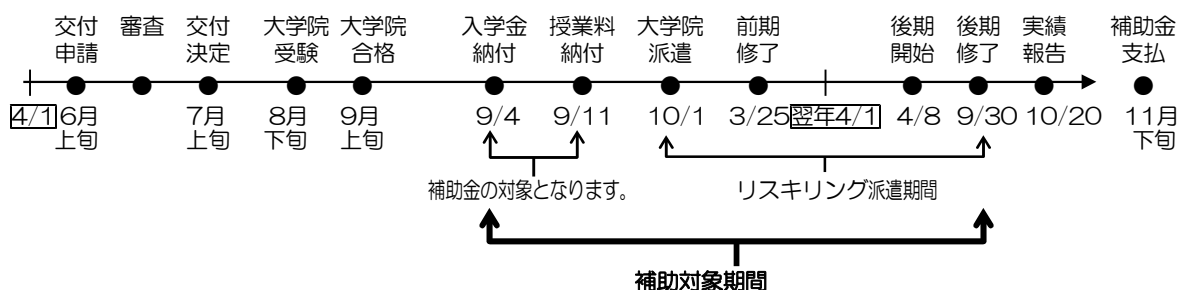 交付 審査 交付 大学院 大学院 入学金 授業料 大学院 前期 後期 後期 実績 補助金
申請 決定 受験 合格 納付 納付 派遣 修了 開始 修了 報告 支払
4/1 6月 7月 8月 9月 9/4 9/11 10/1 3/25 翌年4/1 4/8 9/30 10/20 11月
上旬 上旬 下旬 上旬 下旬
補助金の対象となります。 リスキリング派遣期間
補助対象期間